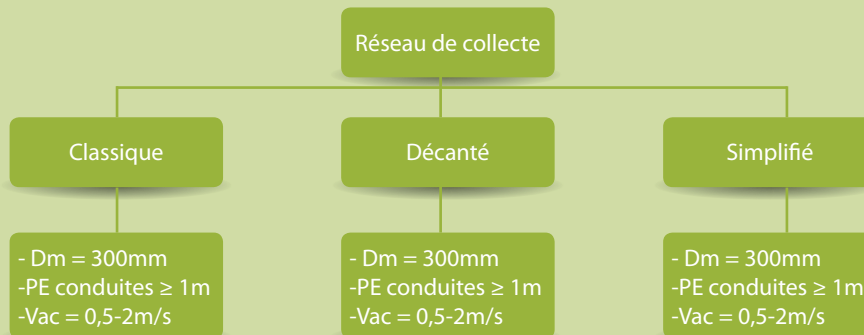 Réseau de collecte
Classique
Décanté
Simplifié
- Dm = 300mm
-PE conduites ≥ 1m
-Vac = 0,5-2m/s
- Dm = 300mm
-PE conduites ≥ 1m
-Vac = 0,5-2m/s
- Dm = 300mm
-PE conduites ≥ 1m
-Vac = 0,5-2m/s